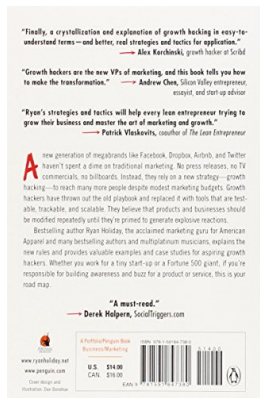 "Finally, a crystallization and explanation of growth hacking in easy-to-
understand terms—and better, real strategies and tactics for application."
Alex Korchinski, growth hacker at Scribd
"Growth hackers are the new VPs of marketing, and this book tells you
how to make the transformation." Andrew Chen, Silicon Valley entrepreneur,
essayist, and start-up advisor
"Ryan's strategies and tactics will help every lean entrepreneur trying
to grow their business and master the art of marketing and growth."
Patrick Vlaskovits, coauthor of The Lean Entrepreneur
A new generation of megabrands like Facebook, Dropbox, Airbnb, and Twitter
haven't spent a dime on traditional marketing. No press releases, no TV
commercials, no billboards. Instead, they rely on a new strategy—growth
hacking—to reach many more people despite modest marketing budgets. Growth
hackers have thrown out the old playbook and replaced it with tools that are test-
able, trackable, and scalable. They believe that products and businesses should
be modified repeatedly until they're primed to generate explosive reactions.
Bestselling author Ryan Holiday, the acclaimed marketing guru for American
Apparel and many bestselling authors and multiplatinum musicians, explains the
new rules and provides valuable examples and case studies for aspiring growth
hackers. Whether you work for a tiny start-up or a Fortune 500 giant, if you're
responsible for building awareness and buzz for a product or service, this is your
road map.
"A must-read."
Derek Halpern, SocialTriggers.com
www.ryanholiday.net
www.penguin.com
Cover design and
illustration by Zoe Donahue
A Portfolio/Penguin Book
Business/Marketing
U.S. $14.00
CAN. $16.00
EAN